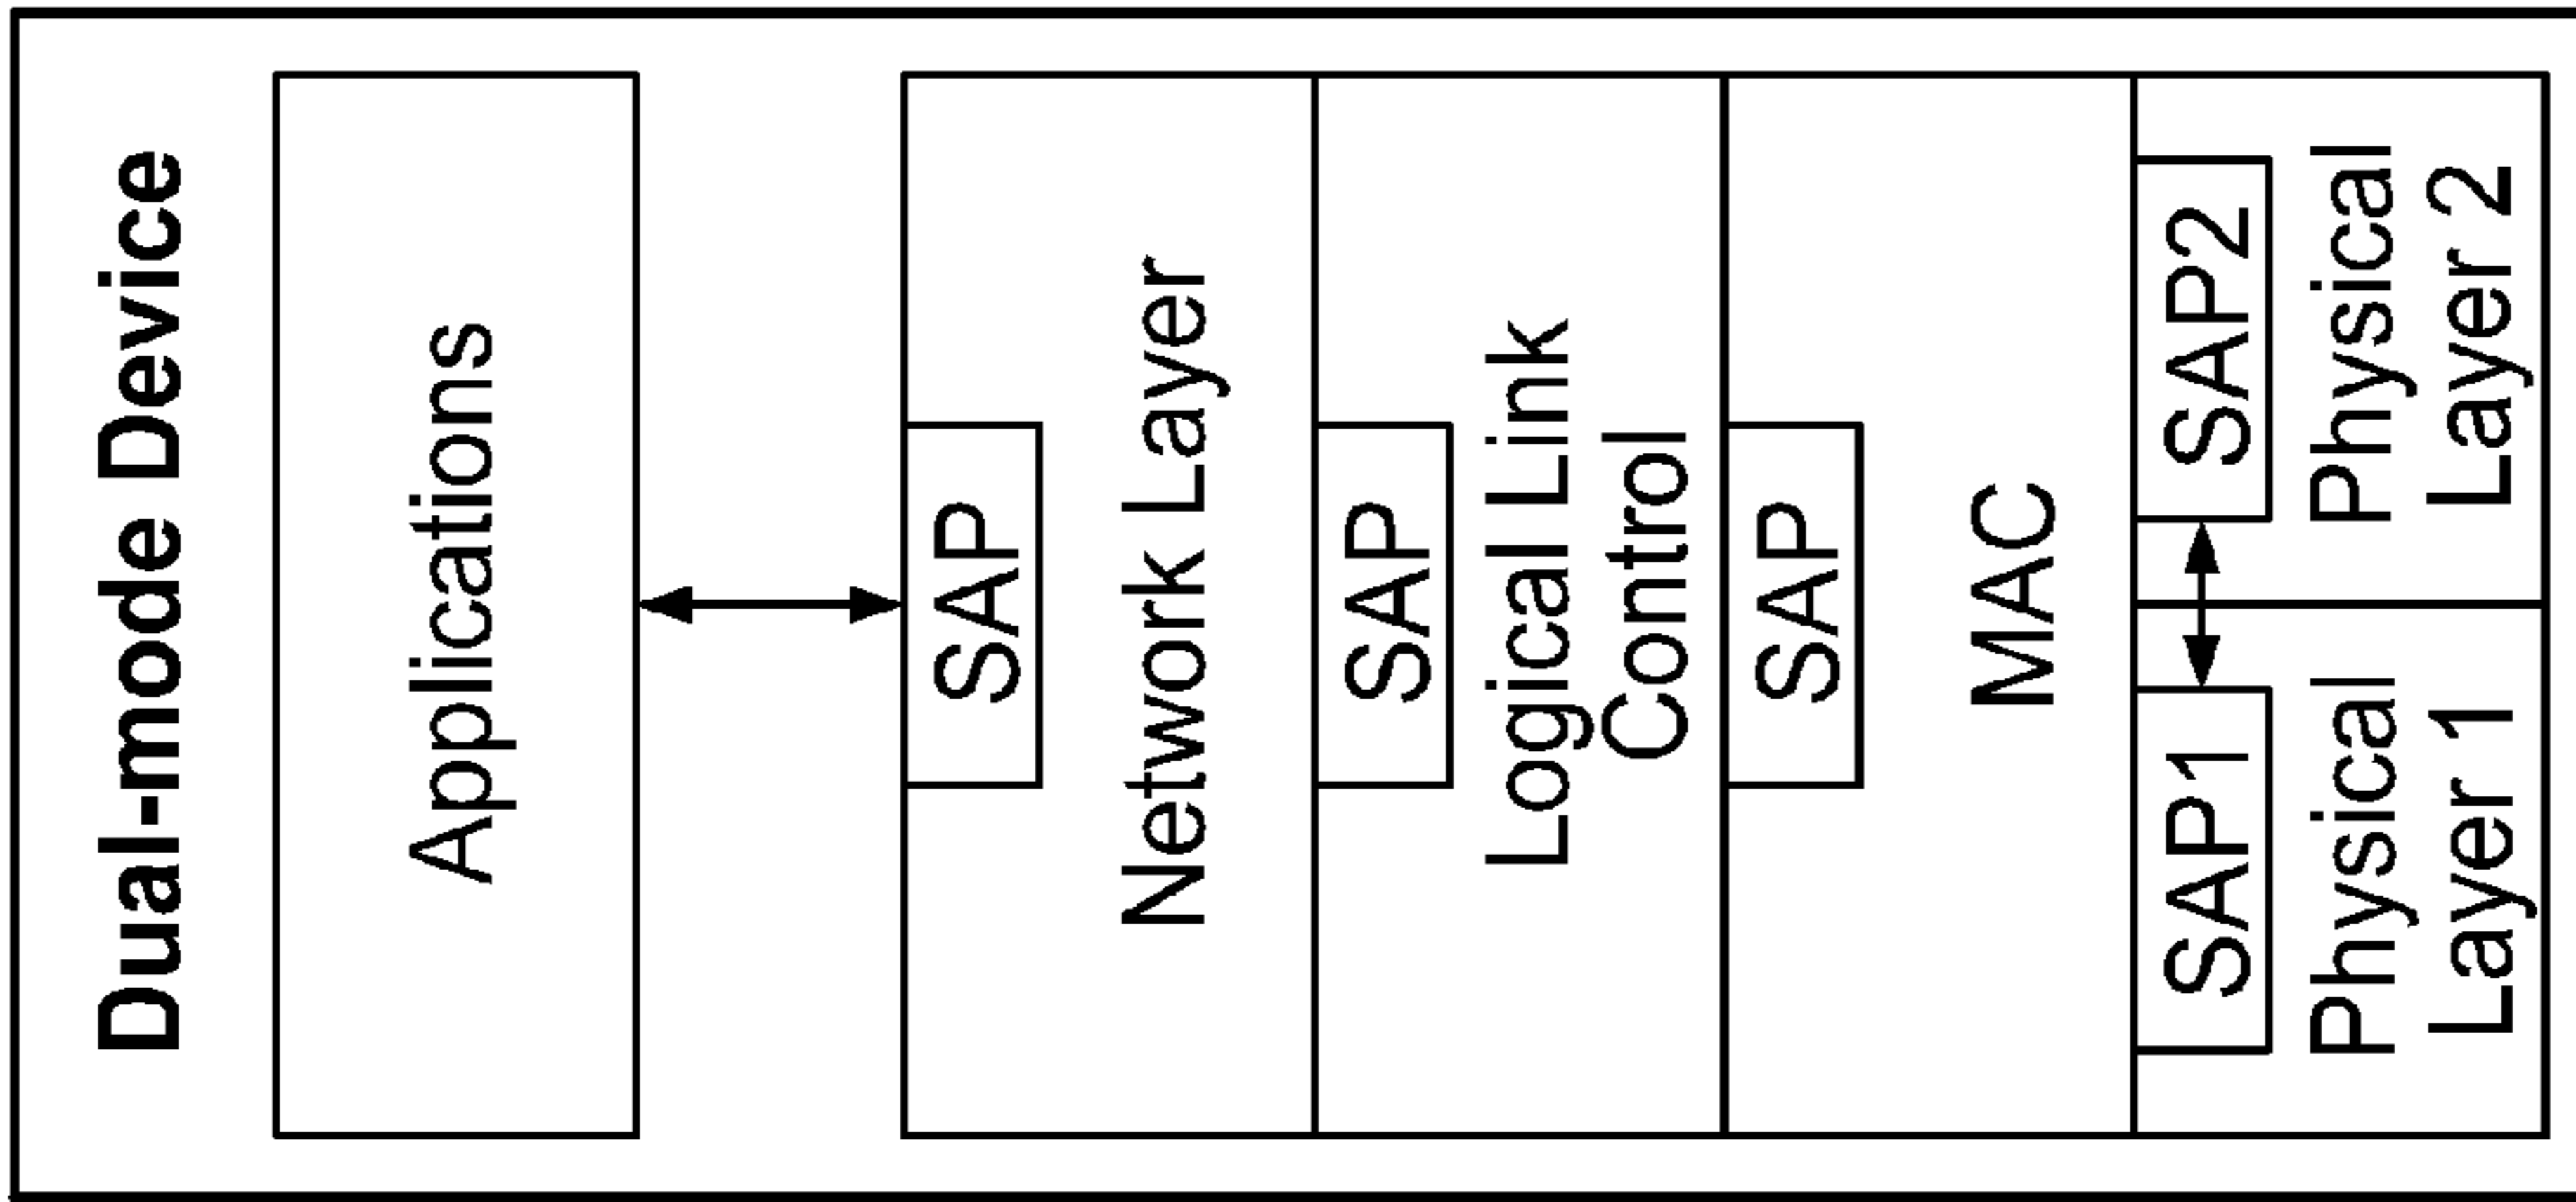 Dual-mode Device
Applications
SAP
Network Layer
SAP
Logical Link
Control
SAP
MAC
SAP1
Physical
Layer 1
SAP2
Physical
Layer 2